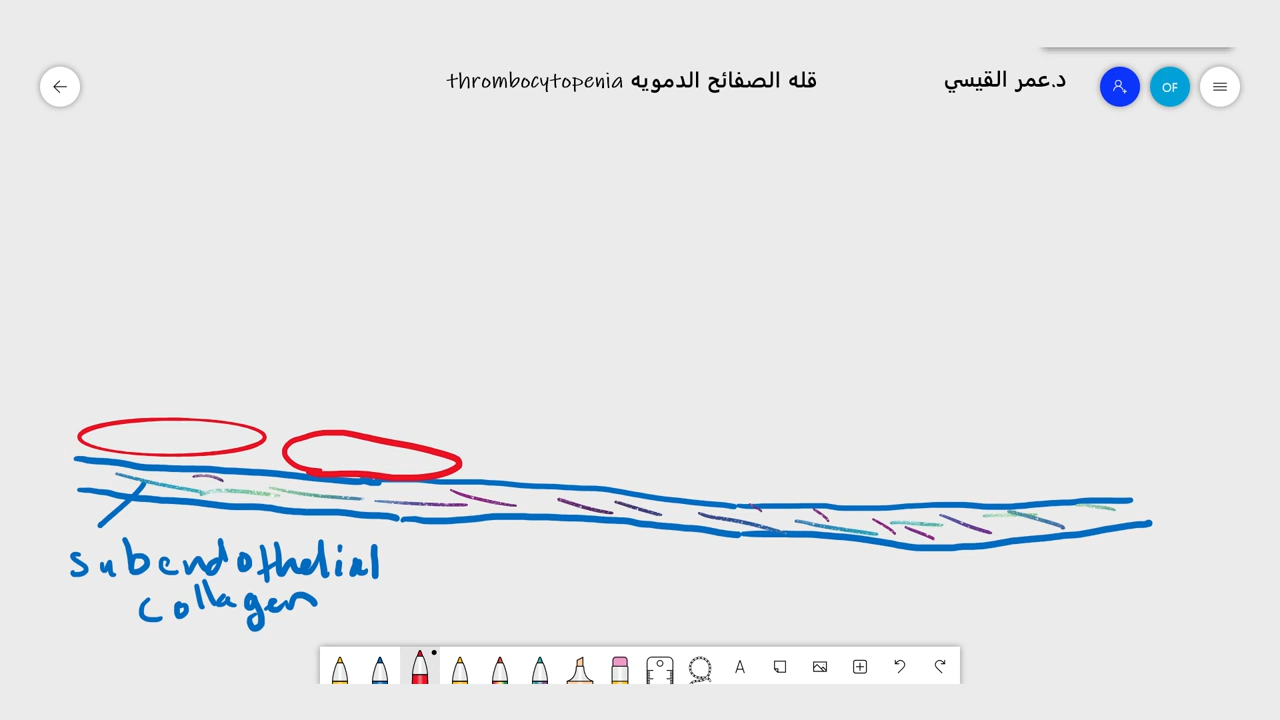 د.عمر القيسي
قله الصفائح الدمويه thrombocytopenia
OF
subendothelial
collagen
A